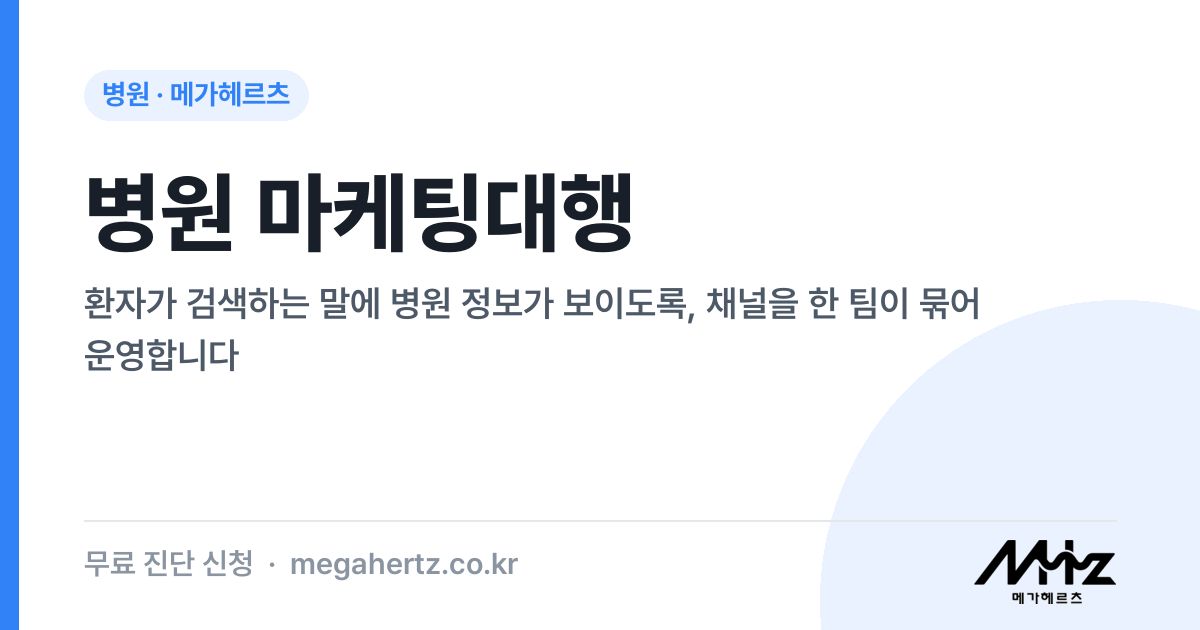 병원 · 메가헤르츠
병원 마케팅대행
환자가 검색하는 말에 병원 정보가 보이도록, 채널을 한 팀이 묶어
운영합니다
무료 진단 신청 · megahertz.co.kr
MHz
메가헤르츠